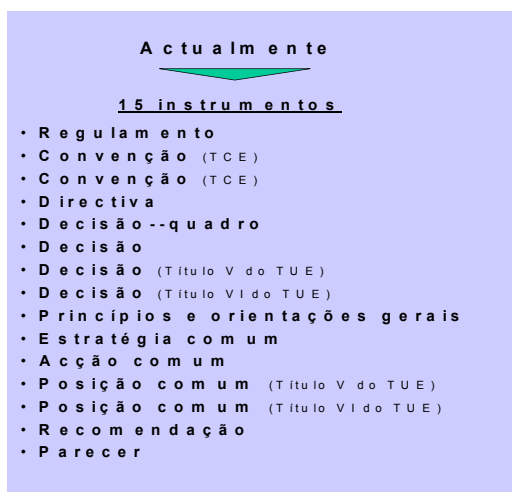 Actualmente
15 instrumentos
• Regulamento
• Convenção (TCE)
• Convenção (TCE)
• Directiva
• Decisão--quadro
• Decisão
• Decisão (Título V do TUE)
• Decisão (Título VI do TUE)
• Princípios e orientações gerais
• Estratégia comum
• Acção comum
• Posição comum (Título V do TUE)
• Posição comum (Título VI do TUE)
• Recomendação
• Parecer